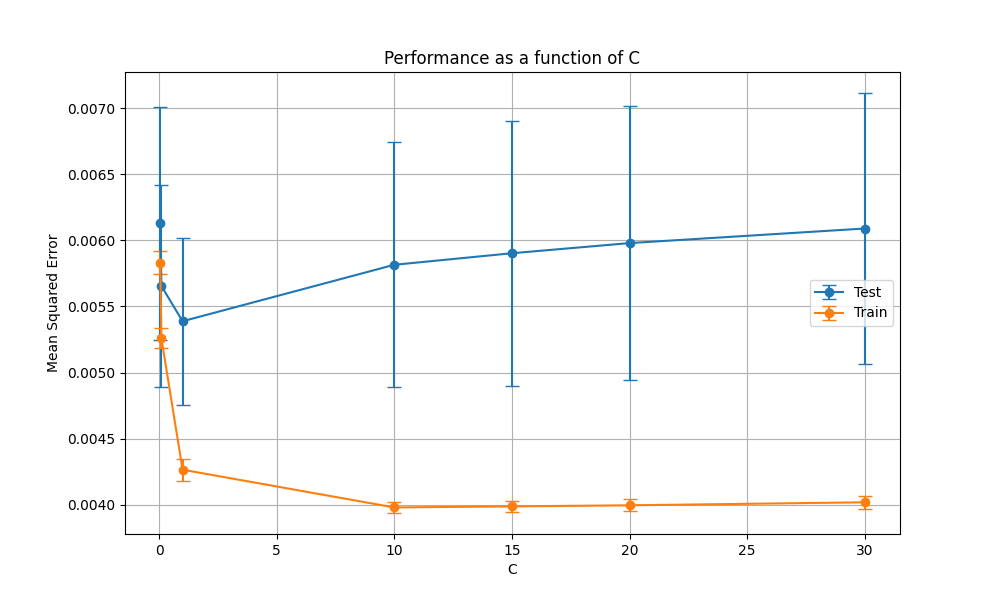 Performance as a function of C
Mean Squared Error
0.0070
0.0065
0.0060
0.0055
0.0050
0.0045
0.0040
Test
Train
0 5 10 15 20 25 30
C